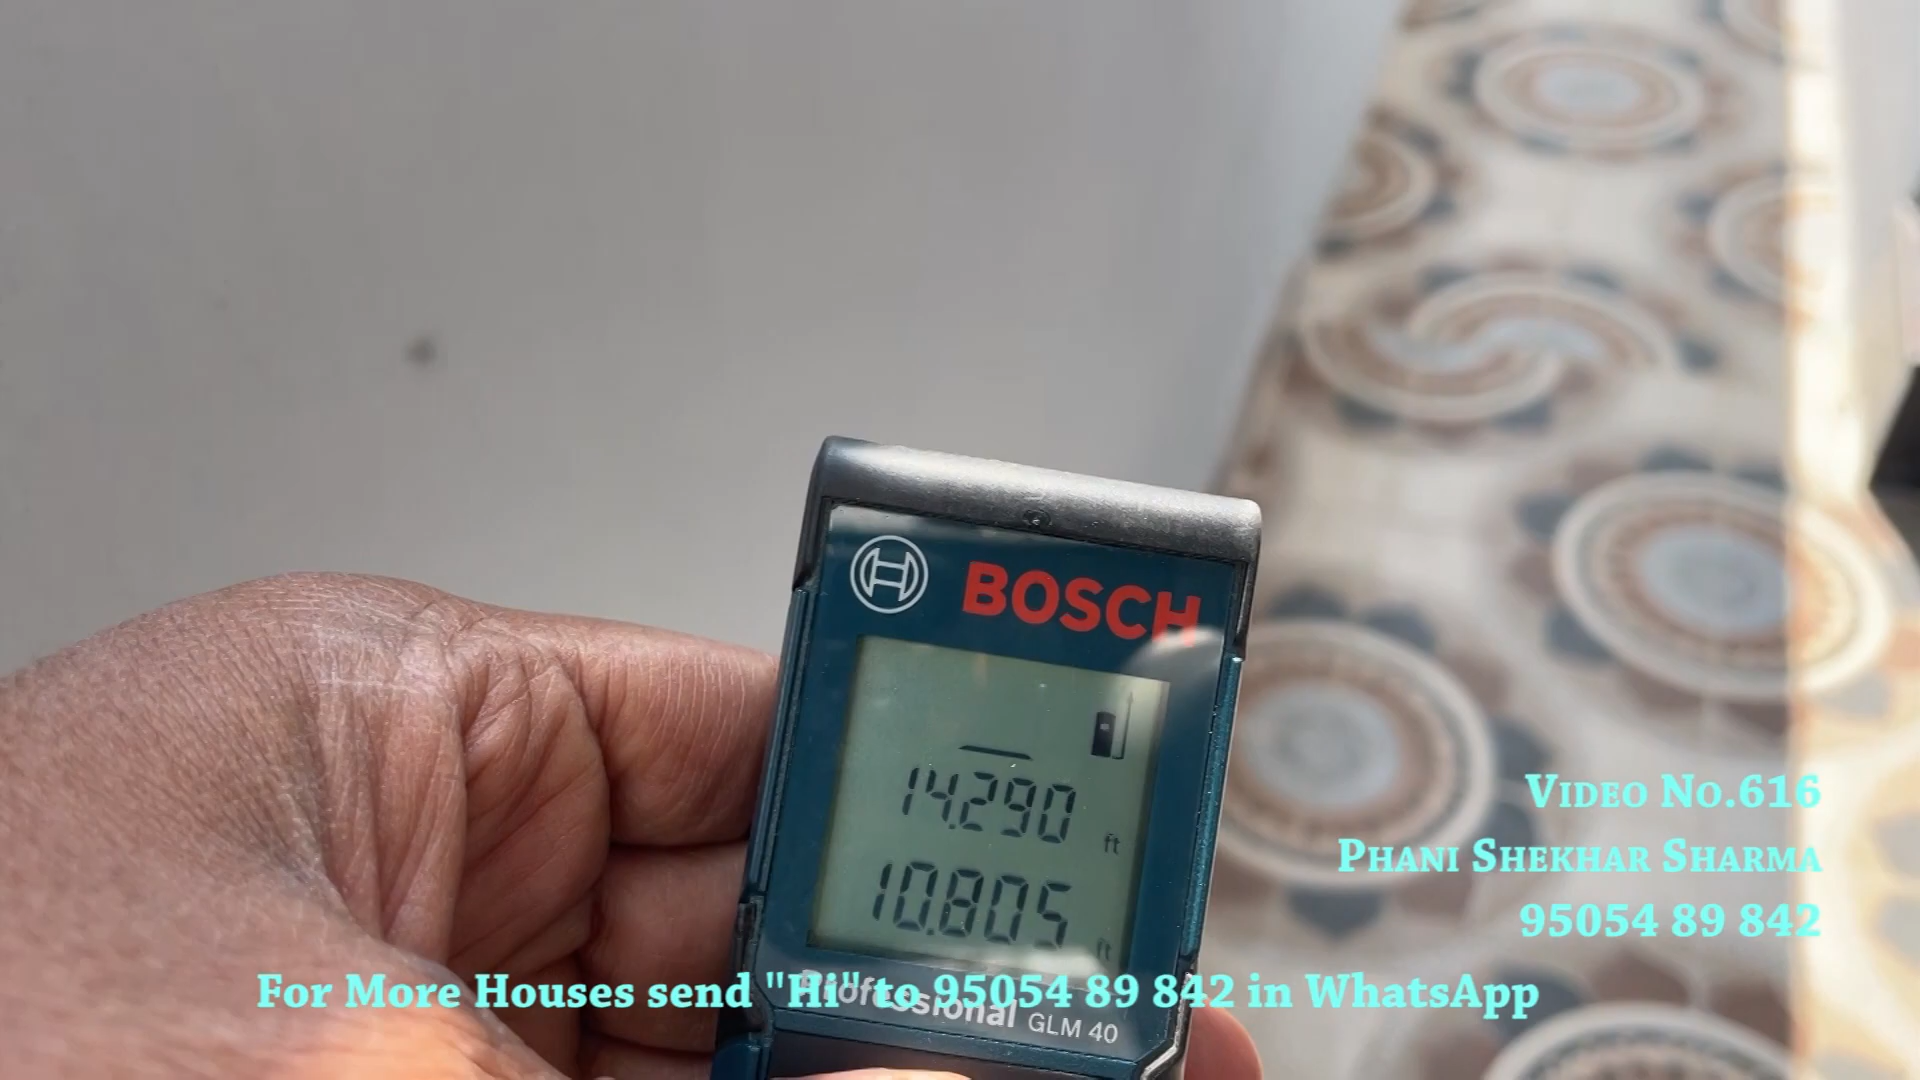 BOSCH
14.290 ft
10.805 ft
Professional GLM 40
Video No.616
Phani Shekhar Sharma
95054 89 842
For More Houses send "Hi" to 95054 89 842 in WhatsApp